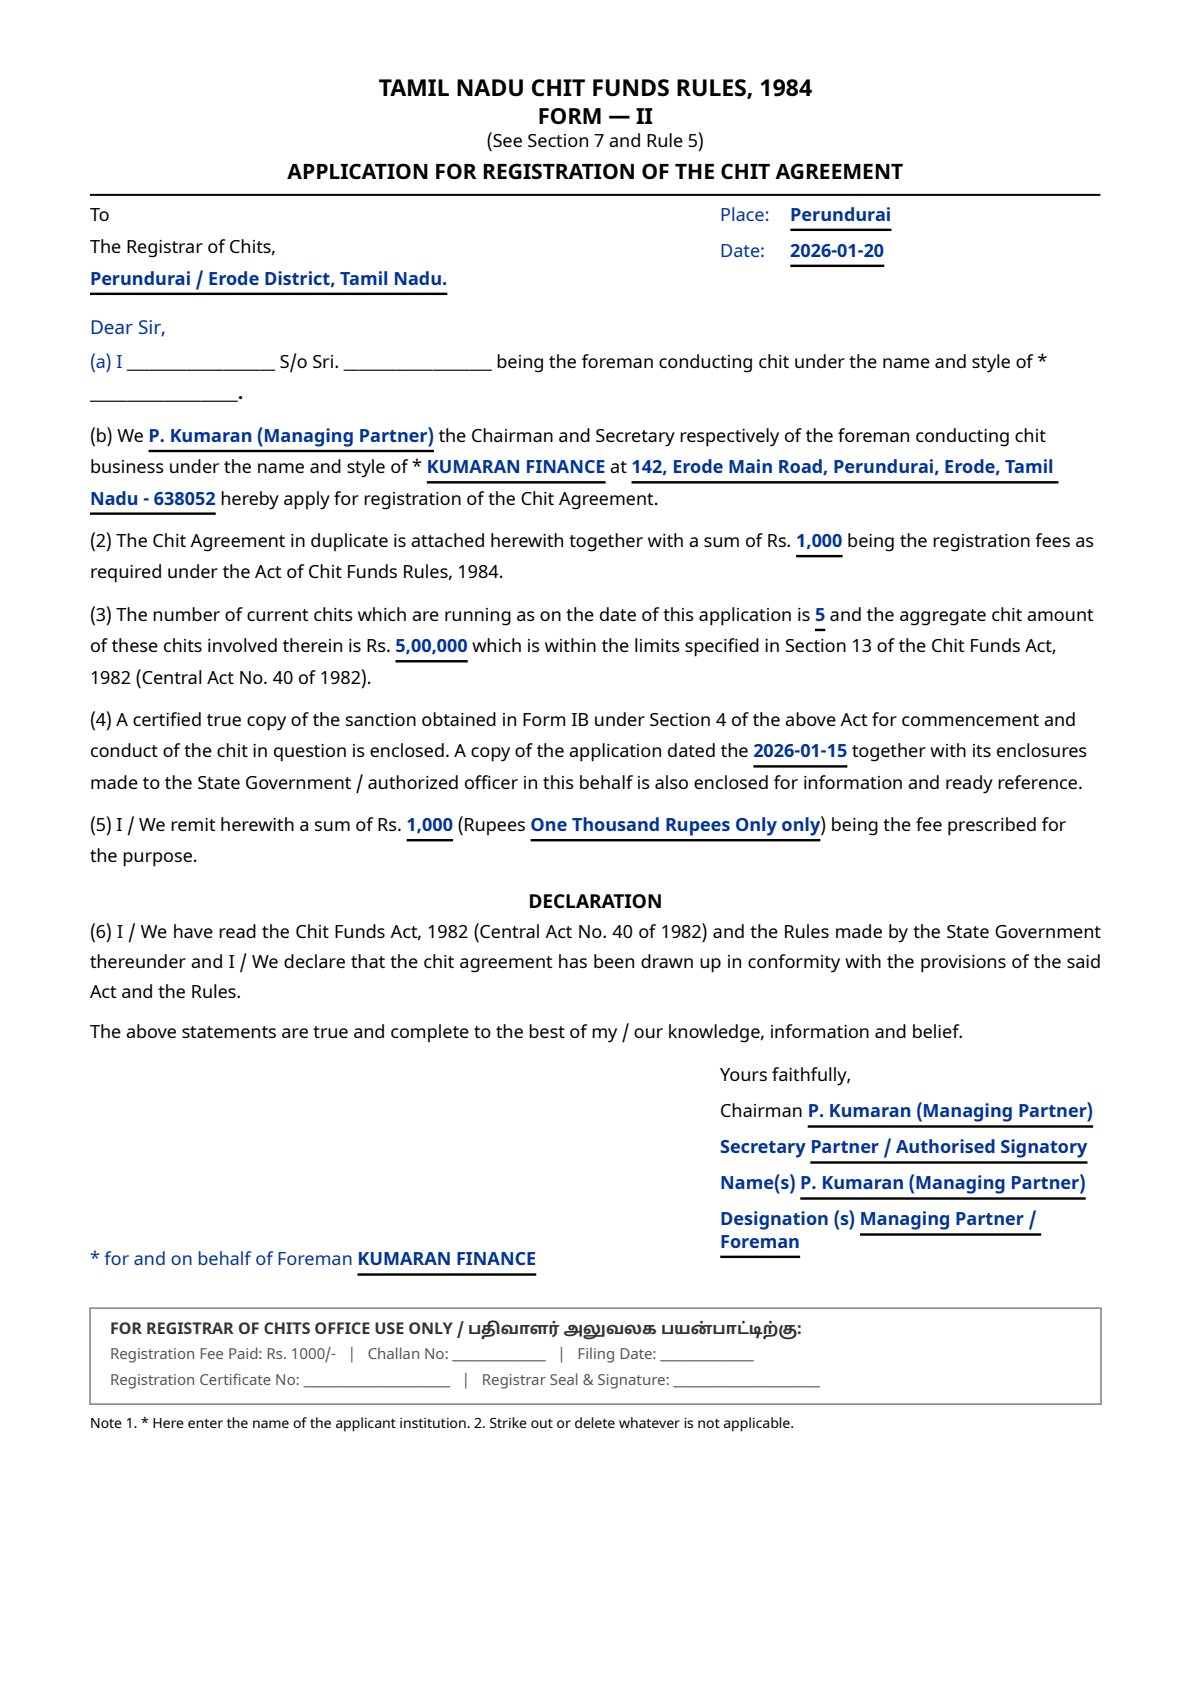 TAMIL NADU CHIT FUNDS RULES, 1984
FORM — II
(See Section 7 and Rule 5)
APPLICATION FOR REGISTRATION OF THE CHIT AGREEMENT
To
The Registrar of Chits,
Perundurai / Erode District, Tamil Nadu.
Place: Perundurai
Date: 2026-01-20
Dear Sir,
(a) I ________________ S/o Sri. ________________ being the foreman conducting chit under the name and style of *
________________.
(b) We P. Kumaran (Managing Partner) the Chairman and Secretary respectively of the foreman conducting chit
business under the name and style of * KUMARAN FINANCE at 142, Erode Main Road, Perundurai, Erode, Tamil
Nadu - 638052 hereby apply for registration of the Chit Agreement.
(2) The Chit Agreement in duplicate is attached herewith together with a sum of Rs. 1,000 being the registration fees as
required under the Act of Chit Funds Rules, 1984.
(3) The number of current chits which are running as on the date of this application is 5 and the aggregate chit amount
of these chits involved therein is Rs. 5,00,000 which is within the limits specified in Section 13 of the Chit Funds Act,
1982 (Central Act No. 40 of 1982).
(4) A certified true copy of the sanction obtained in Form IB under Section 4 of the above Act for commencement and
conduct of the chit in question is enclosed. A copy of the application dated the 2026-01-15 together with its enclosures
made to the State Government / authorized officer in this behalf is also enclosed for information and ready reference.
(5) I / We remit herewith a sum of Rs. 1,000 (Rupees One Thousand Rupees Only only) being the fee prescribed for
the purpose.
DECLARATION
(6) I / We have read the Chit Funds Act, 1982 (Central Act No. 40 of 1982) and the Rules made by the State Government
thereunder and I / We declare that the chit agreement has been drawn up in conformity with the provisions of the said
Act and the Rules.
The above statements are true and complete to the best of my / our knowledge, information and belief.
Yours faithfully,
Chairman P. Kumaran (Managing Partner)
Secretary Partner / Authorised Signatory
Name(s) P. Kumaran (Managing Partner)
Designation (s) Managing Partner /
Foreman
* for and on behalf of Foreman KUMARAN FINANCE
FOR REGISTRAR OF CHITS OFFICE USE ONLY / பதிவாளர் அலுவலக பயன்பாட்டிற்கு:
Registration Fee Paid: Rs. 1000/- | Challan No: ______________ | Filing Date: ______________
Registration Certificate No: ______________________ | Registrar Seal & Signature: ______________________
Note 1. * Here enter the name of the applicant institution. 2. Strike out or delete whatever is not applicable.